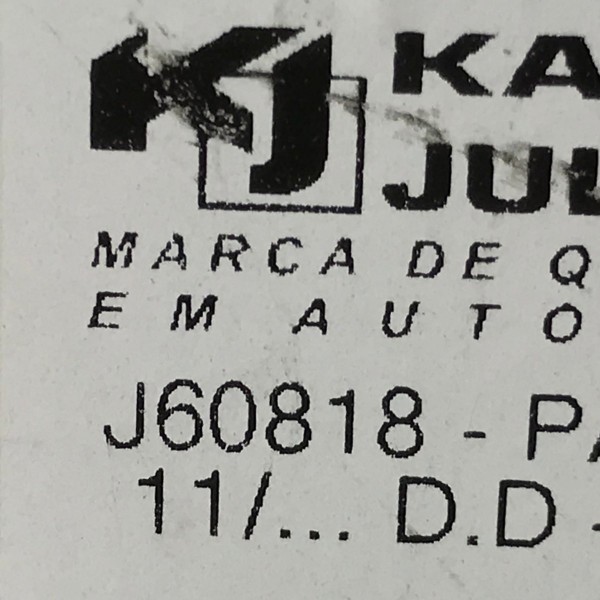 KJ KA
JUL
MARCA DE Q
EM AUTO
J60818 - PA
11/... D.D -